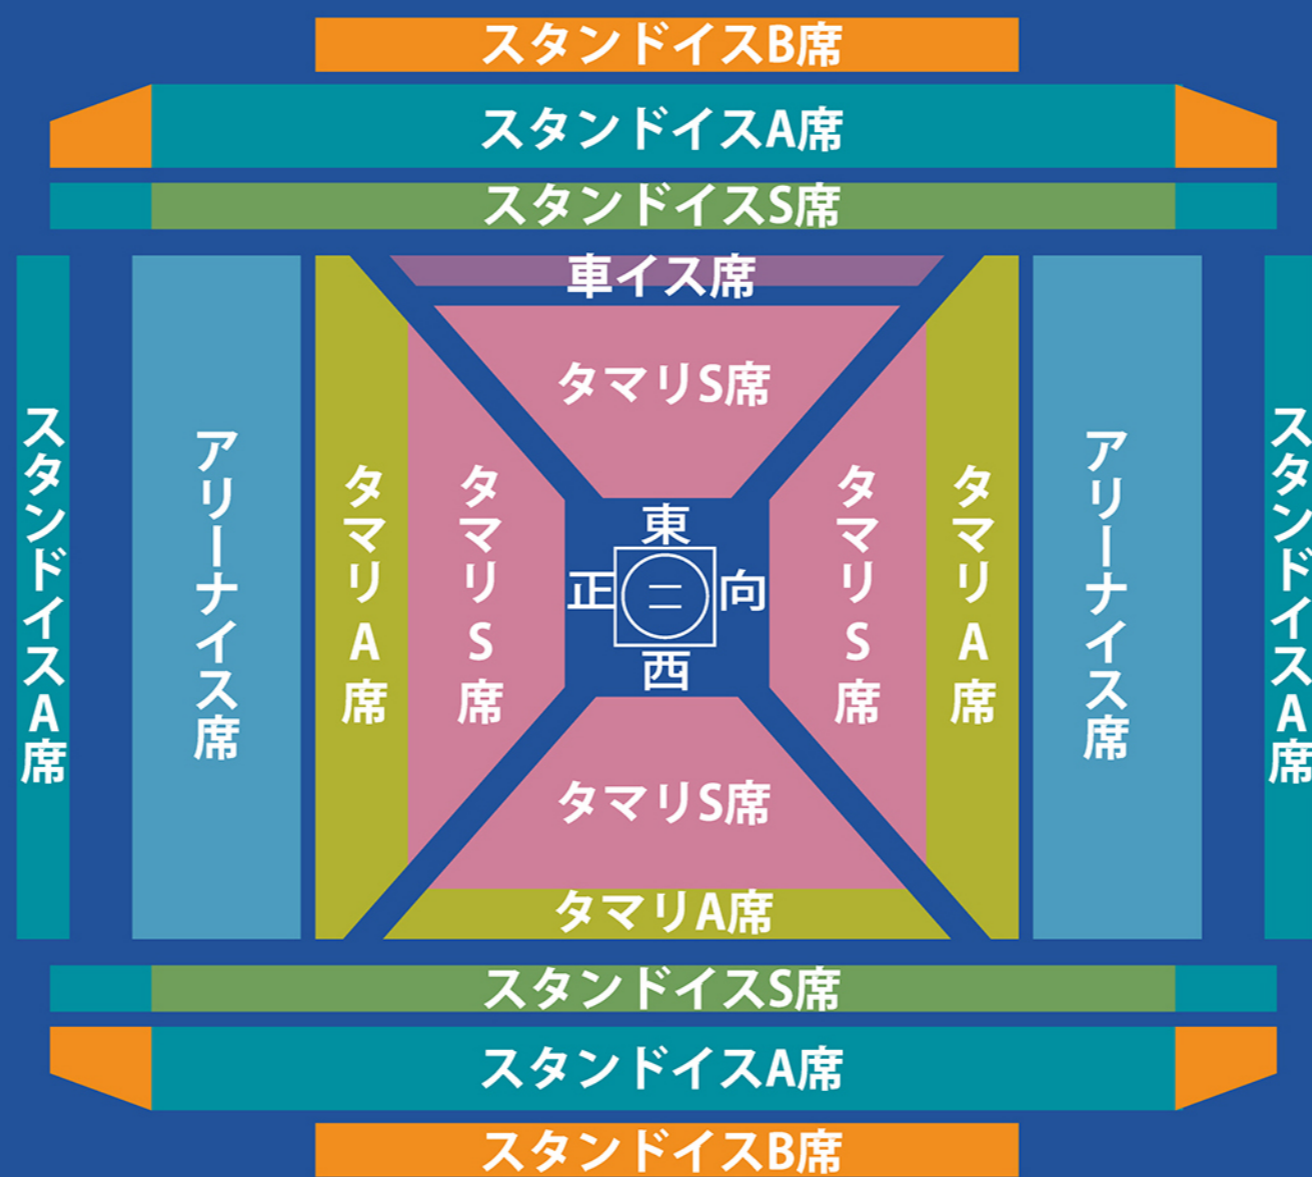 スタンドイスB席
スタンドイスA席
スタンドイスS席
車イス席
タマリS席
スタンドイスA席
アリーナイス席
タマリA席
タマリS席
東
正
向
西
タマリS席
タマリA席
アリーナイス席
スタンドイスA席
タマリS席
タマリA席
スタンドイスS席
スタンドイスA席
スタンドイスB席